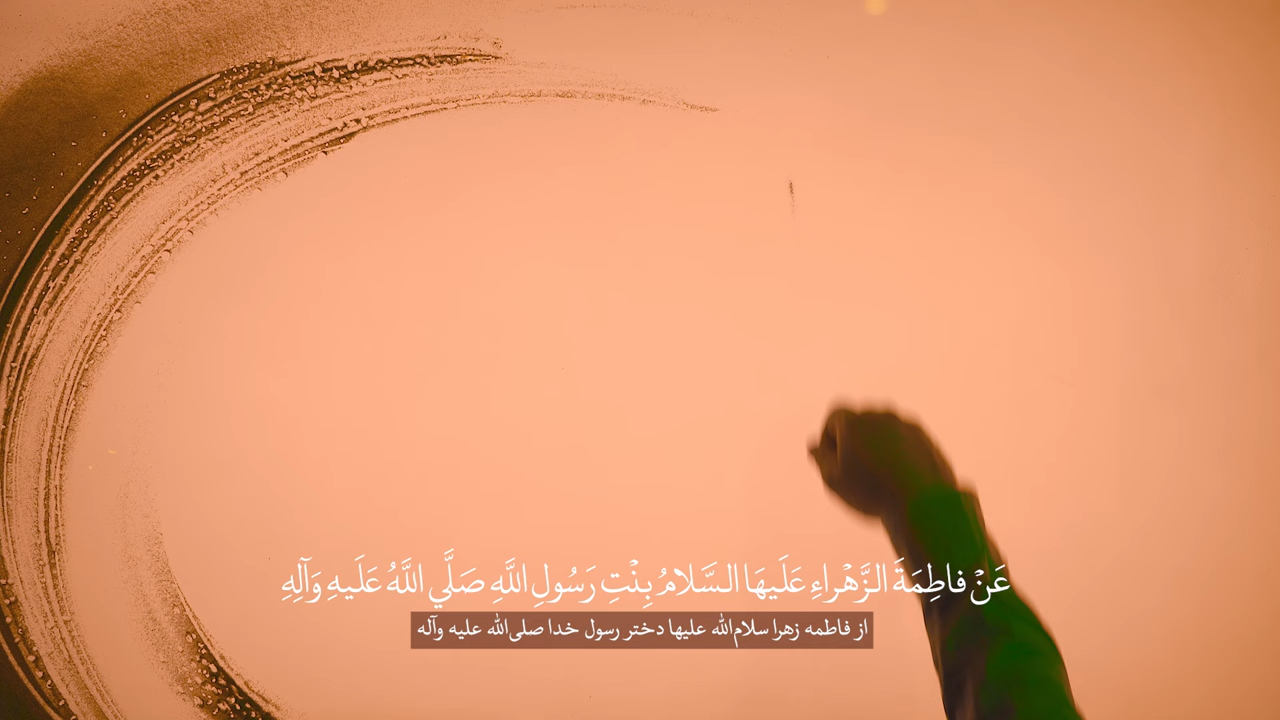 عَنْ فاطِمَةَ الزَّهْراءِ عَلَيهَا السَّلامُ بِنْتِ رَسُولِ اللَّهِ صَلَّي اللَّهُ عَلَيهِ وَآلِهِ
از فاطمه زهرا سلام‌الله علیها دختر رسول خدا صلی‌الله علیه وآله